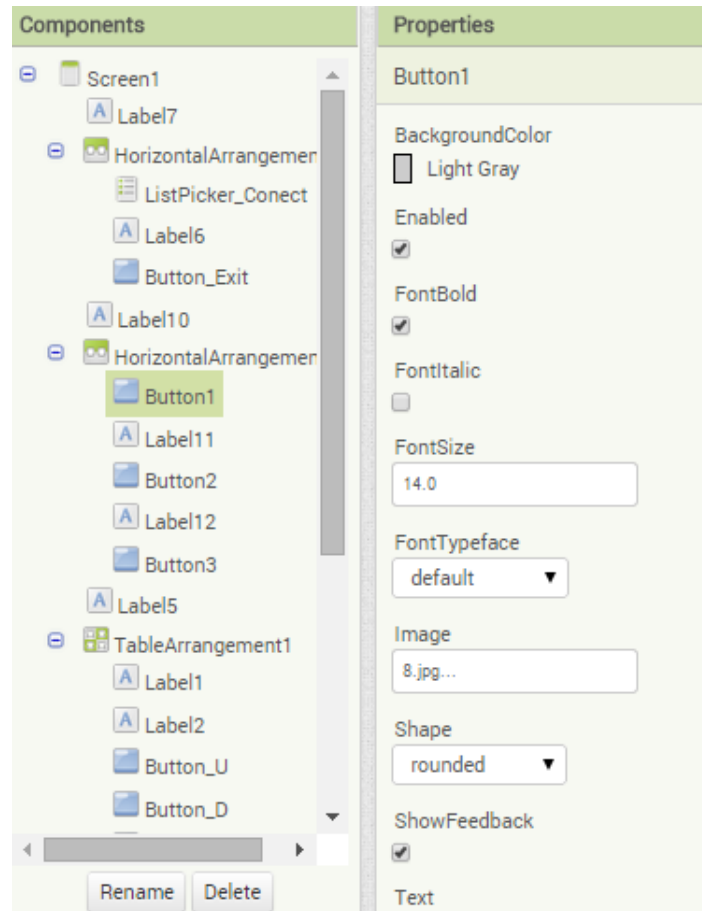 Components
Screen1
Label7
HorizontalArrangemen
ListPicker_Conect
Label6
Button_Exit
Label10
HorizontalArrangemen
Button1
Label11
Button2
Label12
Button3
Label5
TableArrangement1
Label1
Label2
Button_U
Button_D
Rename Delete
Properties
Button1
BackgroundColor
Light Gray
Enabled
FontBold
FontItalic
FontSize
14.0
FontTypeface
default
Image
8.jpg...
Shape
rounded
ShowFeedback
Text